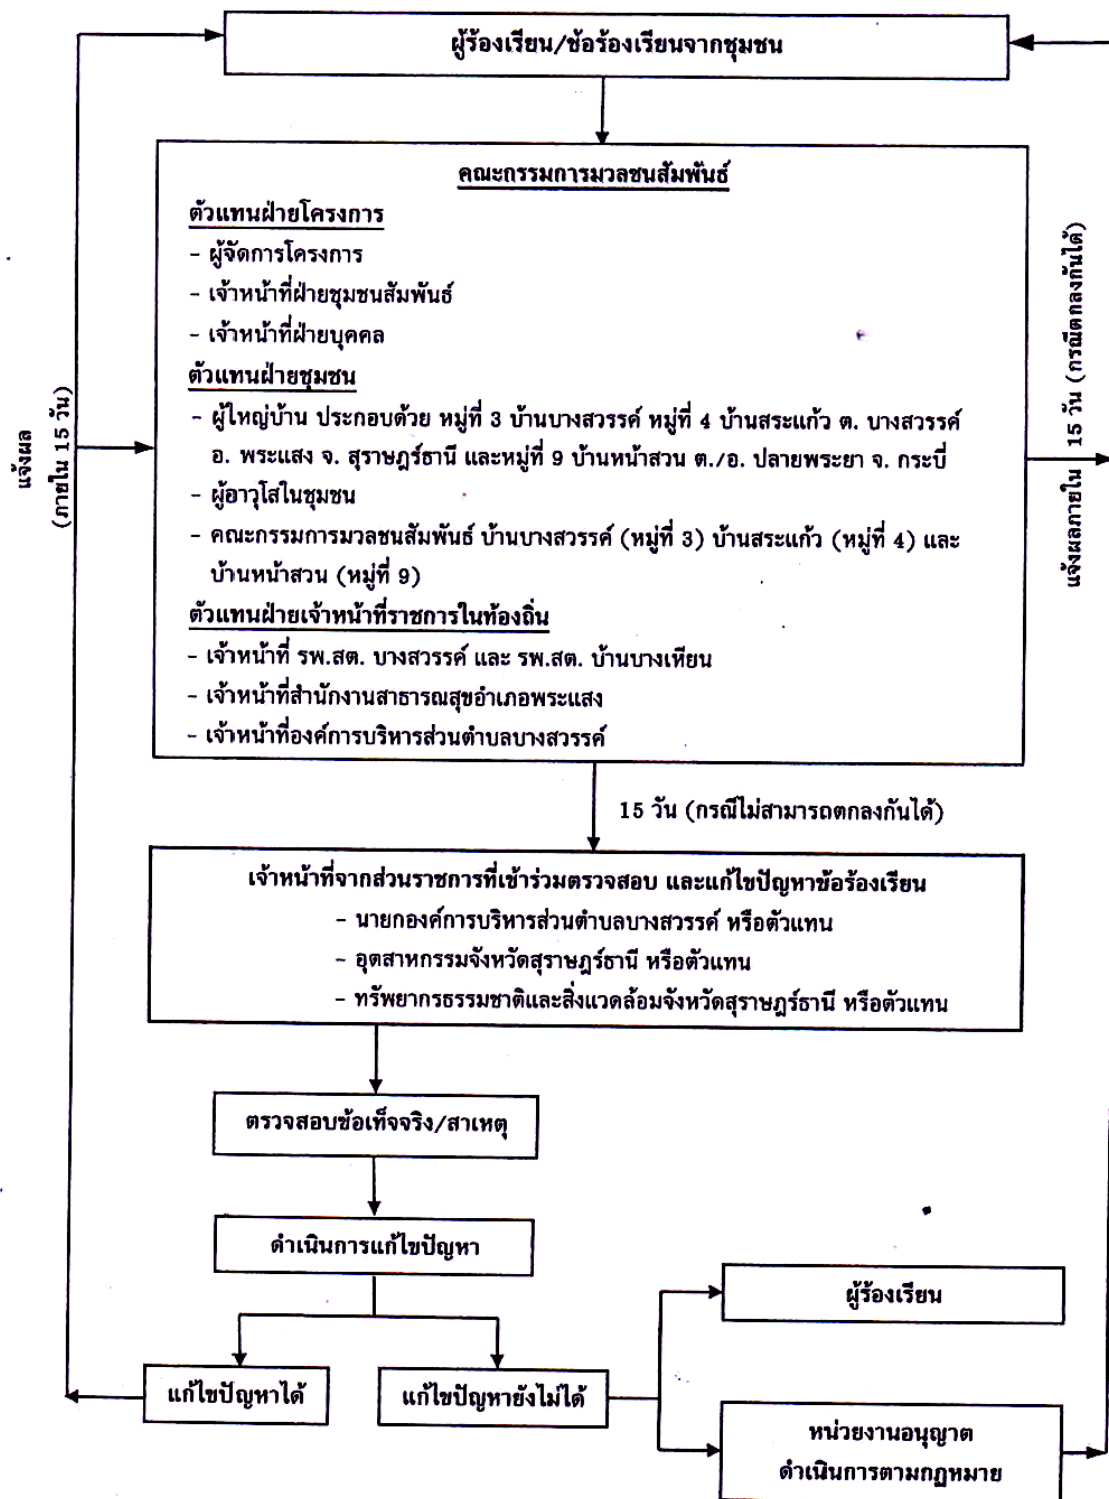 ผู้ร้องเรียน/ข้อร้องเรียนจากชุมชน
คณะกรรมการมวลชนสัมพันธ์
ตัวแทนฝ่ายโครงการ
- ผู้จัดการโครงการ
- เจ้าหน้าที่ฝ่ายชุมชนสัมพันธ์
- เจ้าหน้าที่ฝ่ายบุคคล
ตัวแทนฝ่ายชุมชน
- ผู้ใหญ่บ้าน ประกอบด้วย หมู่ที่ 3 บ้านบางสวรรค์ หมู่ที่ 4 บ้านสระแก้ว ต. บางสวรรค์
อ. พระแสง จ. สุราษฎร์ธานี และหมู่ที่ 9 บ้านหน้าสวน ต./อ. ปลายพระยา จ. กระบี่
- ผู้อาวุโสในชุมชน
- คณะกรรมการมวลชนสัมพันธ์ บ้านบางสวรรค์ (หมู่ที่ 3) บ้านสระแก้ว (หมู่ที่ 4) และ
บ้านหน้าสวน (หมู่ที่ 9)
ตัวแทนฝ่ายเจ้าหน้าที่ราชการในท้องถิ่น
- เจ้าหน้าที่ รพ.สต. บางสวรรค์ และ รพ.สต. บ้านบางเหียน
- เจ้าหน้าที่สำนักงานสาธารณสุขอำเภอพระแสง
- เจ้าหน้าที่องค์การบริหารส่วนตำบลบางสวรรค์
แจ้งผล
(ภายใน 15 วัน)
แจ้งผลภายใน 15 วัน (กรณีตกลงกันได้)
15 วัน (กรณีไม่สามารถตกลงกันได้)
เจ้าหน้าที่จากส่วนราชการที่เข้าร่วมตรวจสอบ และแก้ไขปัญหาข้อร้องเรียน
- นายกองค์การบริหารส่วนตำบลบางสวรรค์ หรือตัวแทน
- อุตสาหกรรมจังหวัดสุราษฎร์ธานี หรือตัวแทน
- ทรัพยากรธรรมชาติและสิ่งแวดล้อมจังหวัดสุราษฎร์ธานี หรือตัวแทน
ตรวจสอบข้อเท็จจริง/สาเหตุ
ดำเนินการแก้ไขปัญหา
แก้ไขปัญหาได้
แก้ไขปัญหายังไม่ได้
ผู้ร้องเรียน
หน่วยงานอนุญาต
ดำเนินการตามกฎหมาย